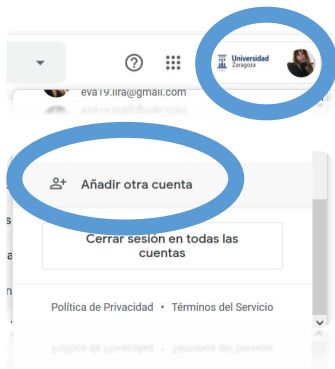 Universidad
Zaragoza
eva19.lira@gmail.com
Añadir otra cuenta
Cerrar sesión en todas las
cuentas
Política de Privacidad • Términos del Servicio